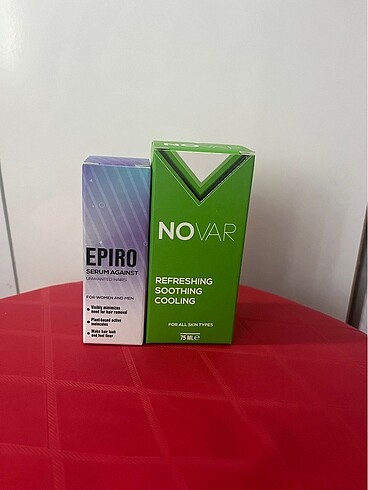 EPIRO
SERUM AGAINST
UNWANTED HAIRS
FOR WOMEN AND MEN
Visibly minimizes
need for hair removal
Plant-based active
molecules
Make hair look
and feel finer
NOVAR
NOVAR
REFRESHING
SOOTHING
COOLING
FOR ALL SKIN TYPES
75 ML℮